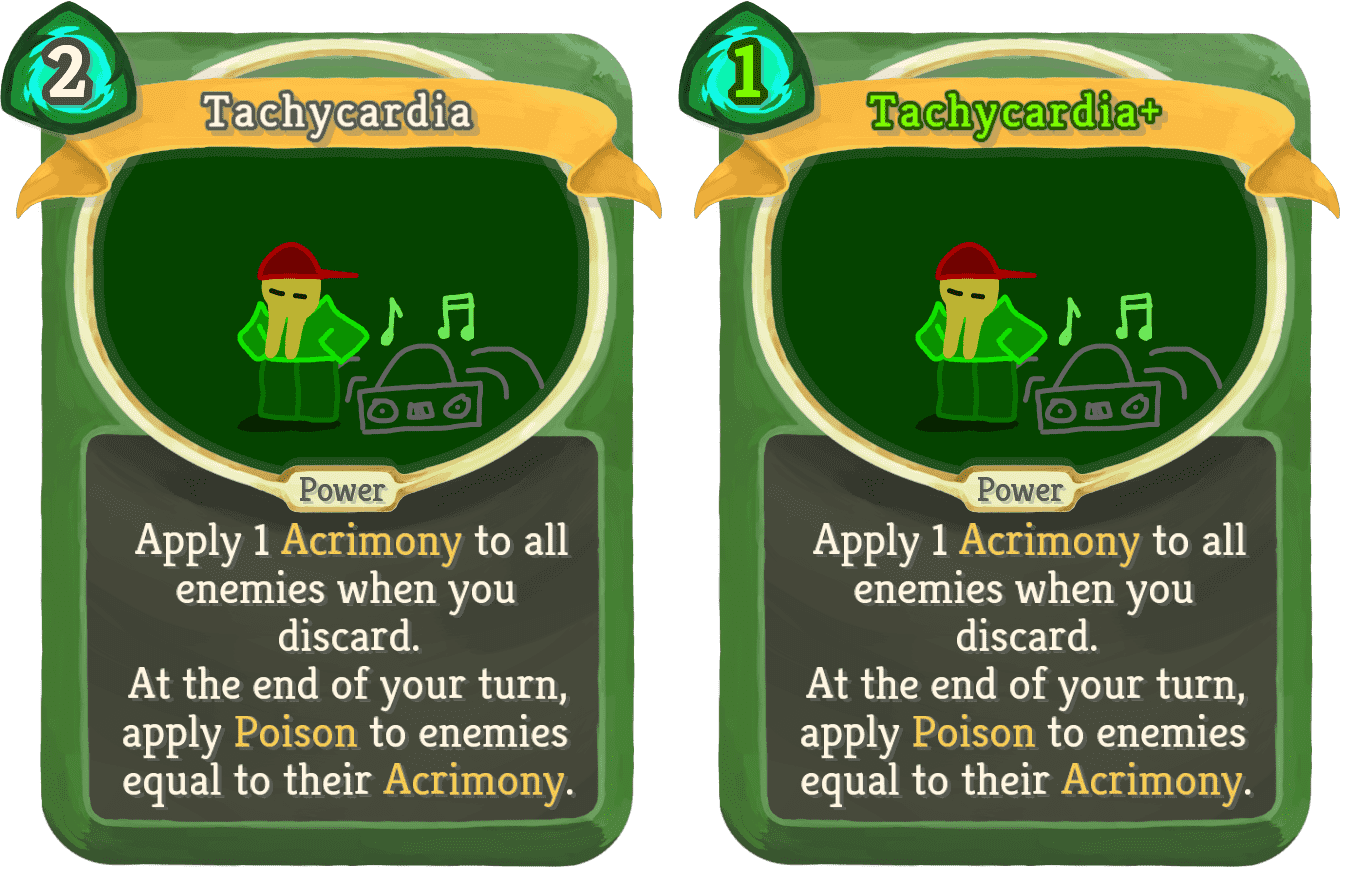 2
Tachycardia
Power
Apply 1 Acrimony to all
enemies when you
discard.
At the end of your turn,
apply Poison to enemies
equal to their Acrimony.
1
Tachycardia+
Power
Apply 1 Acrimony to all
enemies when you
discard.
At the end of your turn,
apply Poison to enemies
equal to their Acrimony.